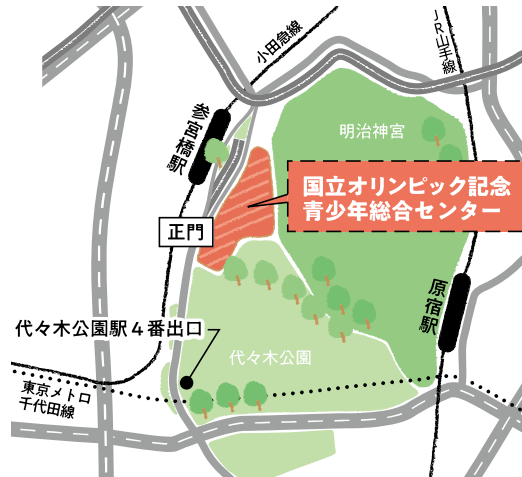 小田急線
JR山手線
参宮橋駅
明治神宮
国立オリンピック記念
青少年総合センター
正門
原宿駅
代々木公園駅4番出口
代々木公園
東京メトロ
千代田線